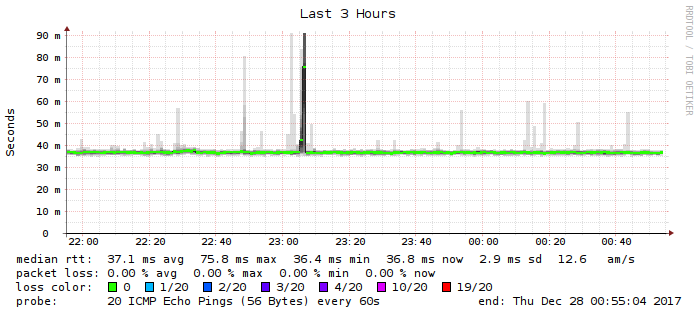 Last 3 Hours
RRDTOOL / TOBI OETIKER
Seconds
90 m
80 m
70 m
60 m
50 m
40 m
30 m
20 m
10 m
0
22:00 22:20 22:40 23:00 23:20 23:40 00:00 00:20 00:40
median rtt: 37.1 ms avg 75.8 ms max 36.4 ms min 36.8 ms now 2.9 ms sd 12.6 am/s
packet loss: 0.00 % avg 0.00 % max 0.00 % min 0.00 % now
loss color: 0 1/20 2/20 3/20 4/20 10/20 19/20
probe: 20 ICMP Echo Pings (56 Bytes) every 60s end: Thu Dec 28 00:55:04 2017